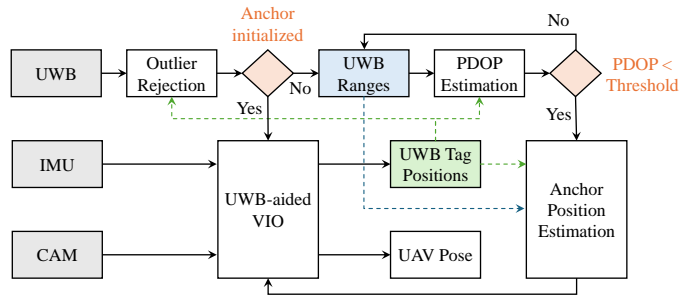 Anchor
initialized
No
UWB
Outlier
Rejection
No
UWB
Ranges
PDOP
Estimation
PDOP <
Threshold
Yes
Yes
IMU
UWB-aided
VIO
UWB Tag
Positions
Anchor
Position
Estimation
CAM
UAV Pose